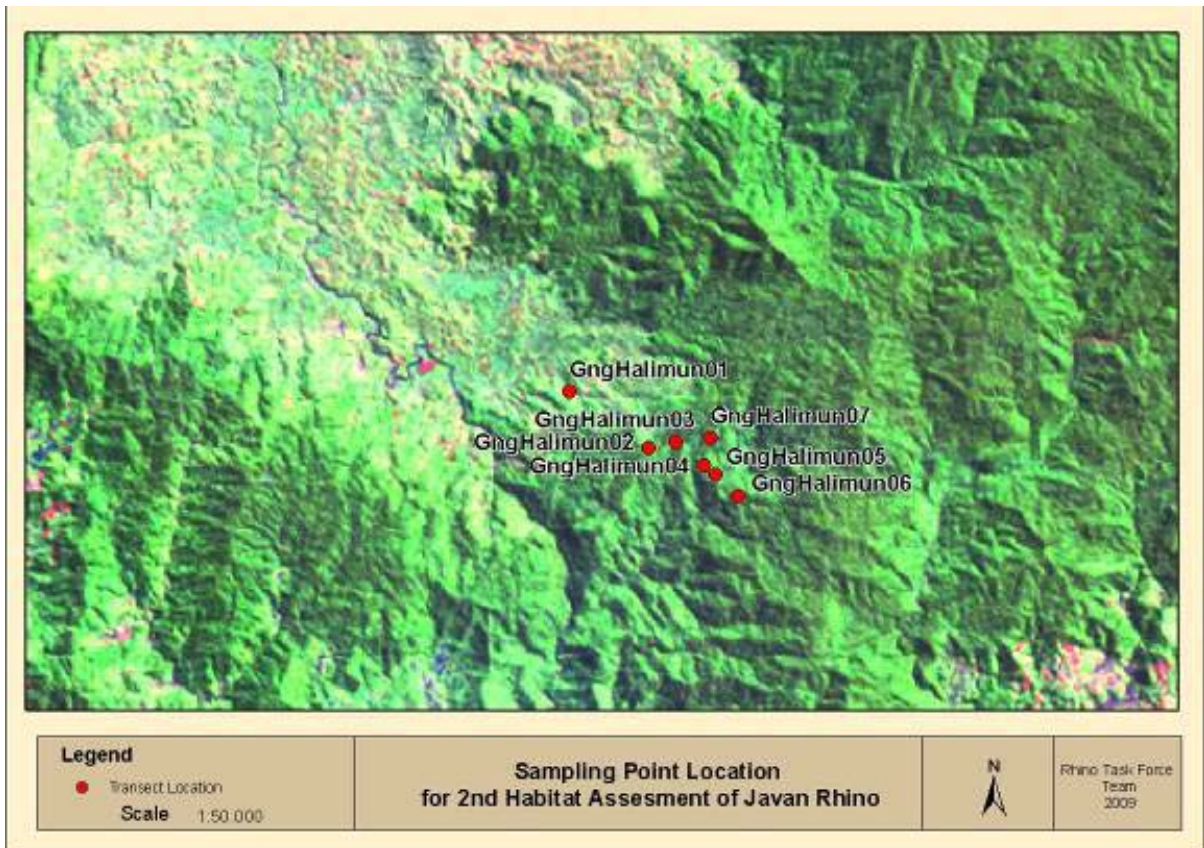 GngHalimun01
GngHalimun03
GngHalimun07
GngHalimun02
GngHalimun05
GngHalimun04
GngHalimun06
Legend
Transect Location
Scale 1:50 000
Sampling Point Location
for 2nd Habitat Assesment of Javan Rhino
N
Rhino Task Force
Team
2009